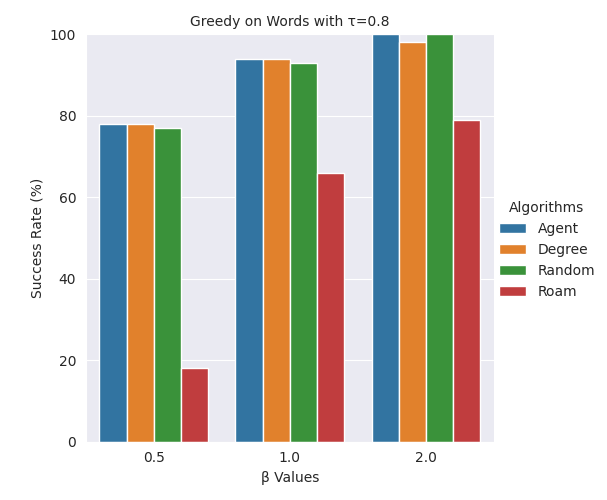 Greedy on Words with τ=0.8
100
80
60
40
20
0
Success Rate (%)
0.5 1.0 2.0
β Values
Algorithms
Agent
Degree
Random
Roam